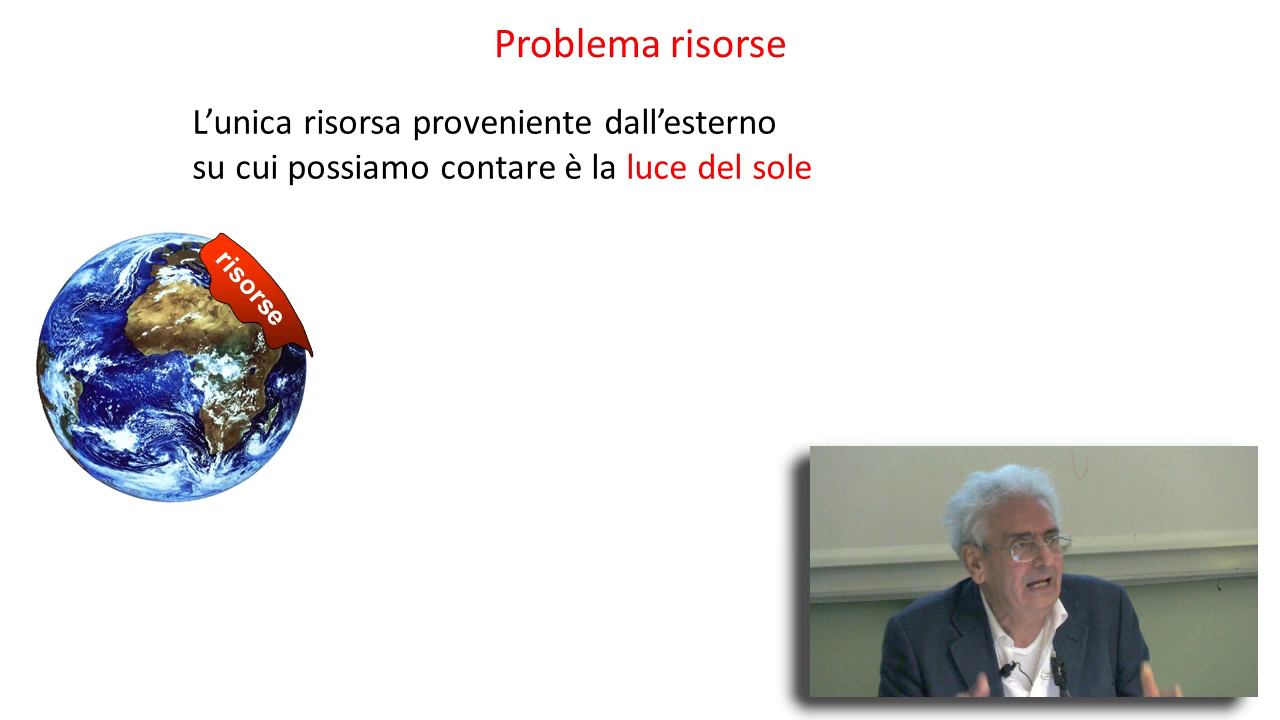 Problema risorse
L’unica risorsa proveniente dall’esterno
su cui possiamo contare è la luce del sole
risorse